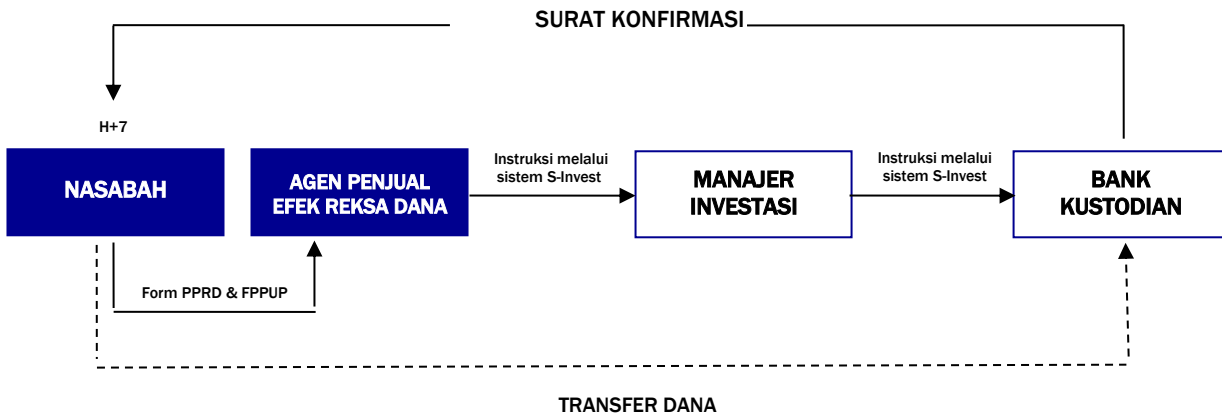 SURAT KONFIRMASI
H+7
NASABAH
AGEN PENJUAL
EFEK REKSA DANA
Instruksi melalui
sistem S-Invest
MANAJER
INVESTASI
Instruksi melalui
sistem S-Invest
BANK
KUSTODIAN
Form PPRD & FPPUP
TRANSFER DANA